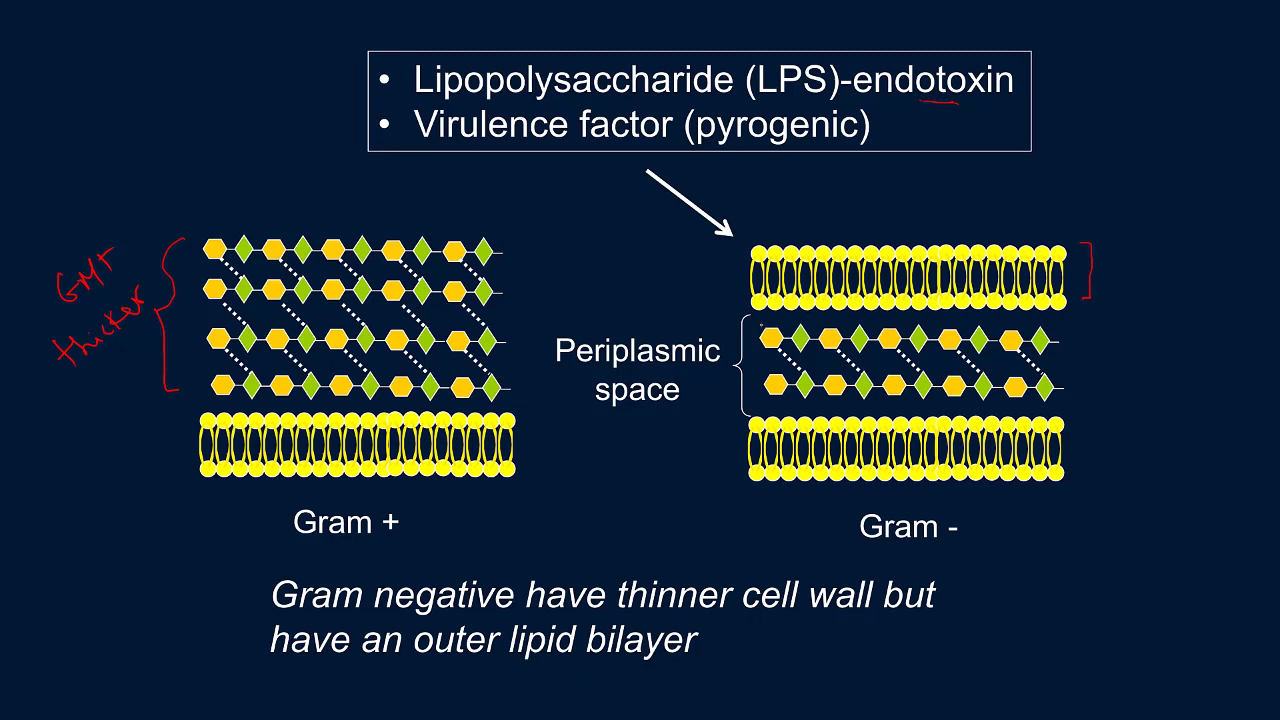 • Lipopolysaccharide (LPS)-endotoxin
• Virulence factor (pyrogenic)
thicker
Periplasmic
space
Gram +
Gram -
Gram negative have thinner cell wall but
have an outer lipid bilayer